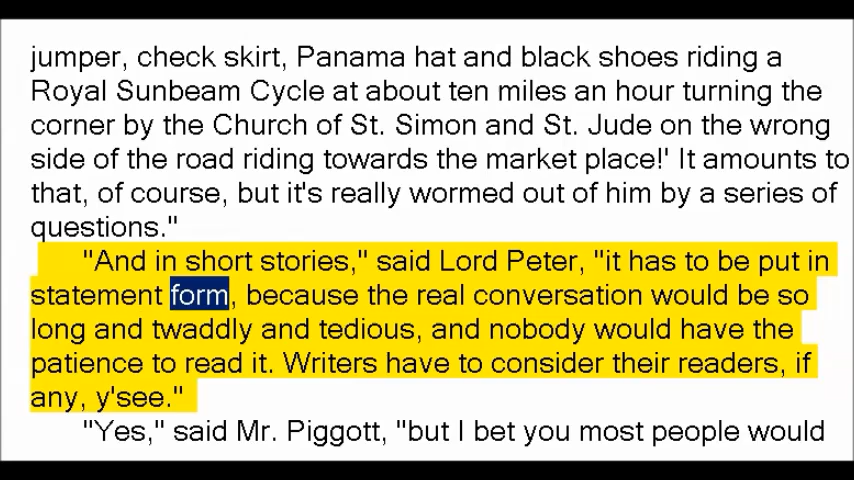 jumper, check skirt, Panama hat and black shoes riding a
Royal Sunbeam Cycle at about ten miles an hour turning the
corner by the Church of St. Simon and St. Jude on the wrong
side of the road riding towards the market place!' It amounts to
that, of course, but it's really wormed out of him by a series of
questions."
"And in short stories," said Lord Peter, "it has to be put in
statement form, because the real conversation would be so
long and twaddly and tedious, and nobody would have the
patience to read it. Writers have to consider their readers, if
any, y'see."
"Yes," said Mr. Piggott, "but I bet you most people would